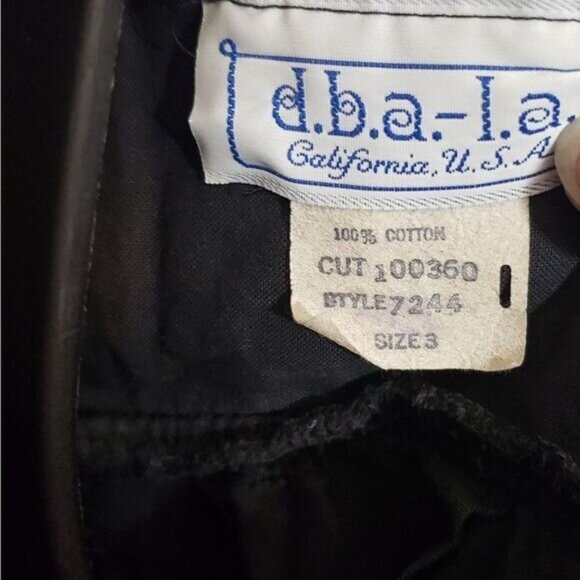 d.b.a.-l.a.
California, U.S.A
100% COTTON
CUT 100360
STYLE 7244
SIZE 3